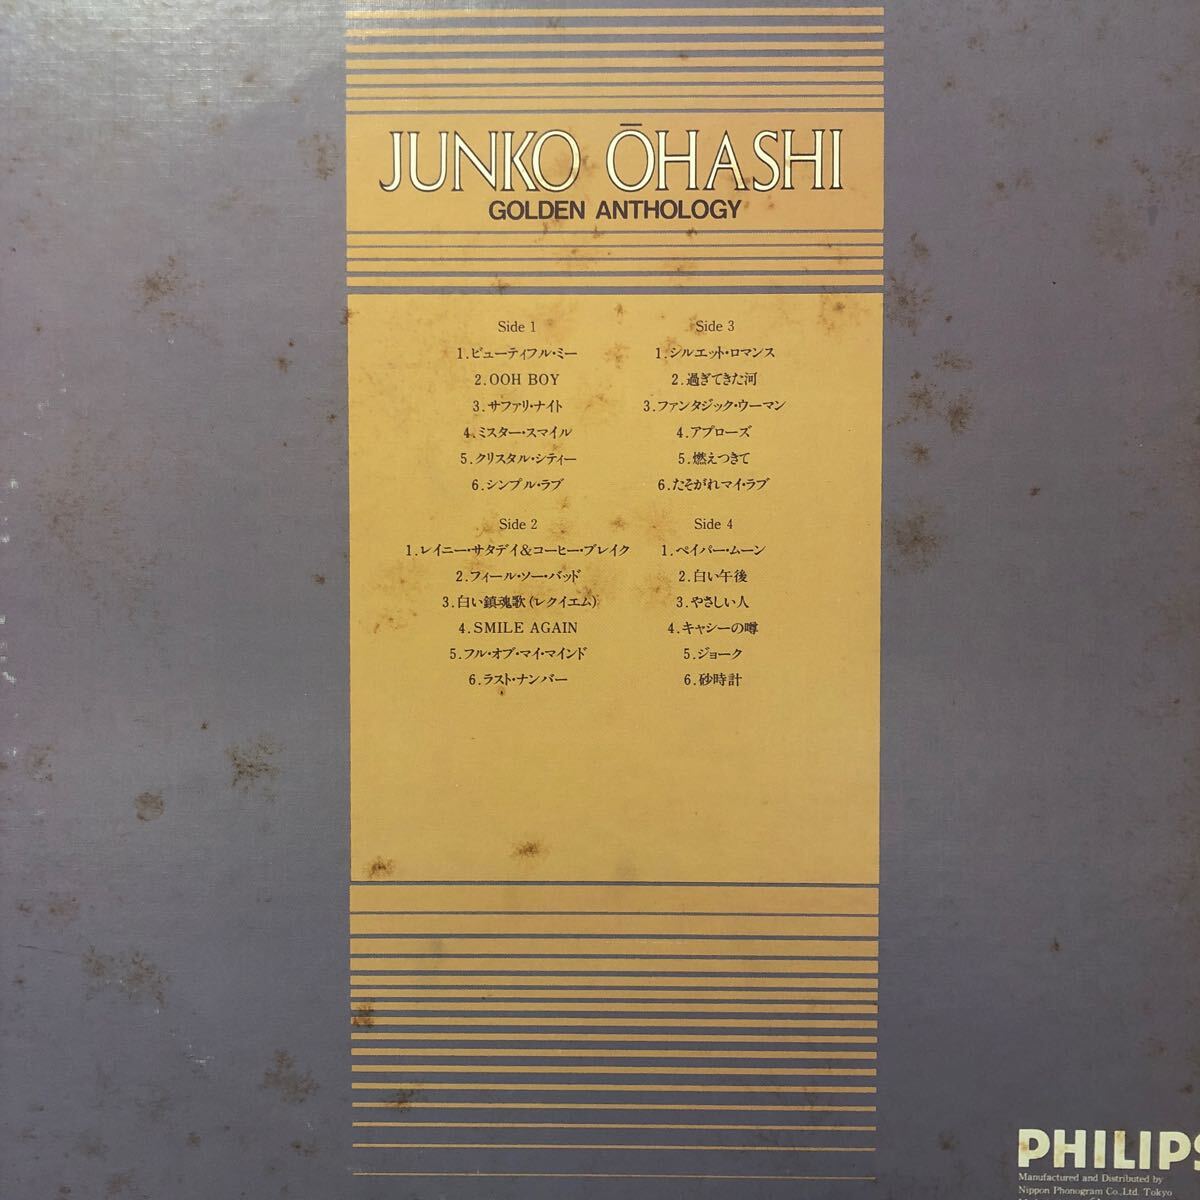 JUNKO ŌHASHI
GOLDEN ANTHOLOGY
Side 1
1.ビューティフル・ミー
2.OOH BOY
3.サファリ・ナイト
4.ミスター・スマイル
5.クリスタル・シティー
6.シンプル・ラブ
Side 2
1.レイニー・サタデイ&コーヒー・ブレイク
2.フィール・ソー・バッド
3.白い鎮魂歌(レクイエム)
4.SMILE AGAIN
5.フル・オブ・マイ・マインド
6.ラスト・ナンバー
Side 3
1.シルエット・ロマンス
2.過ぎてきた河
3.ファンタジック・ウーマン
4.アプローズ
5.燃えつきて
6.たそがれマイ・ラブ
Side 4
1.ペイパー・ムーン
2.白い午後
3.やさしい人
4.キャシーの噂
5.ジョーク
6.砂時計
PHILIPS
Manufactured and Distributed by
Nippon Phonogram Co.,Ltd. Tokyo